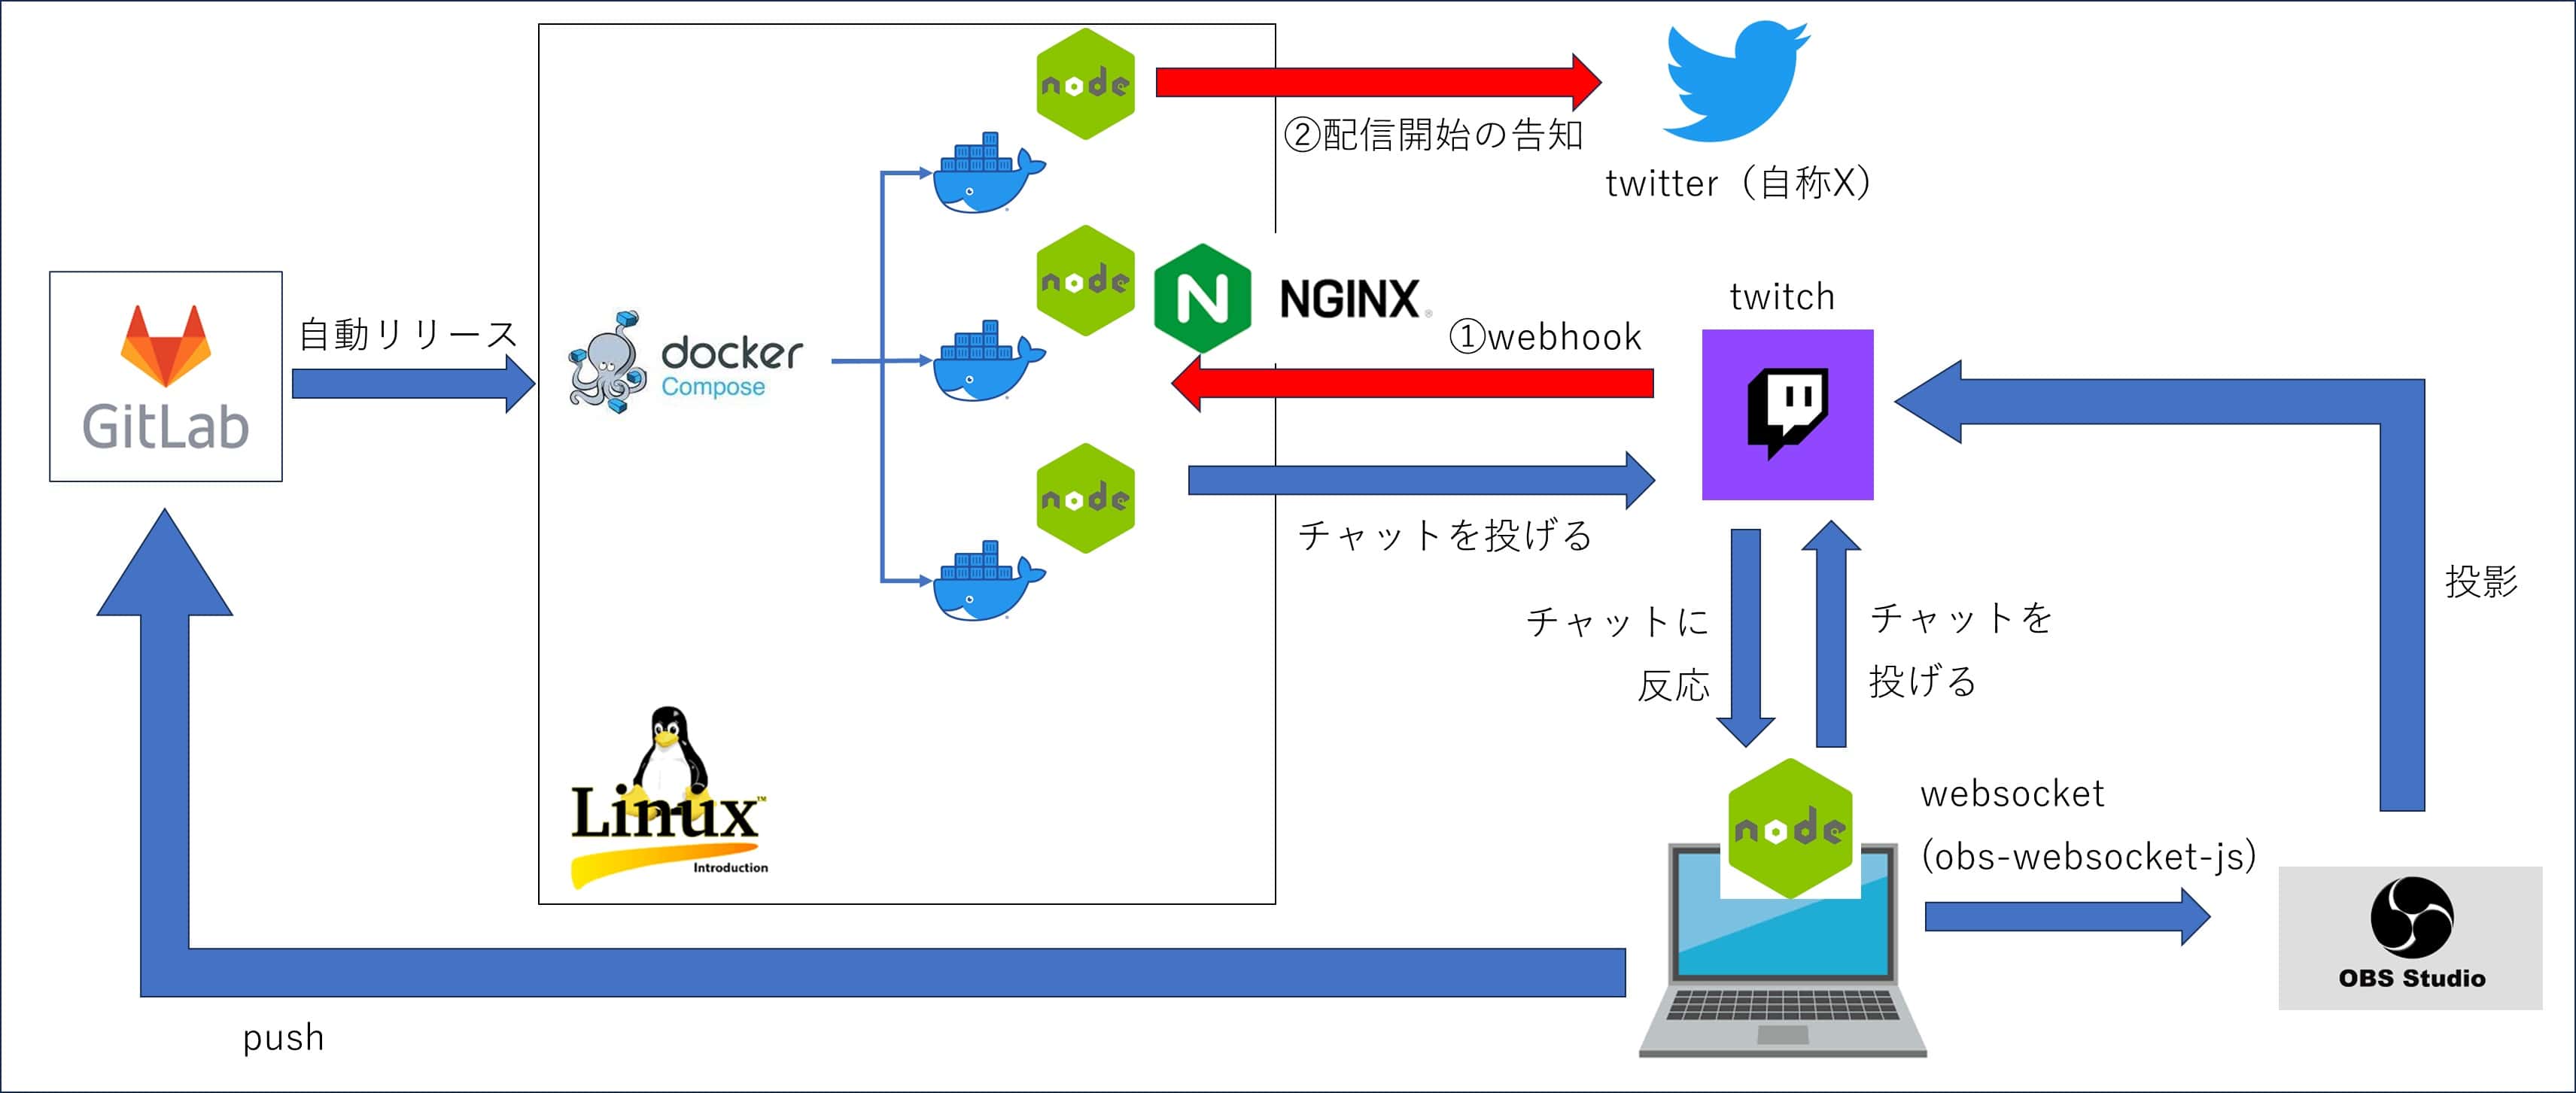 node
②配信開始の告知
twitter（自称X）
node
NGINX®
twitch
GitLab
自動リリース
docker
Compose
①webhook
node
チャットを投げる
チャットに
反応
チャットを
投げる
投影
Linux™
Introduction
node
websocket
(obs-websocket-js)
OBS Studio
push